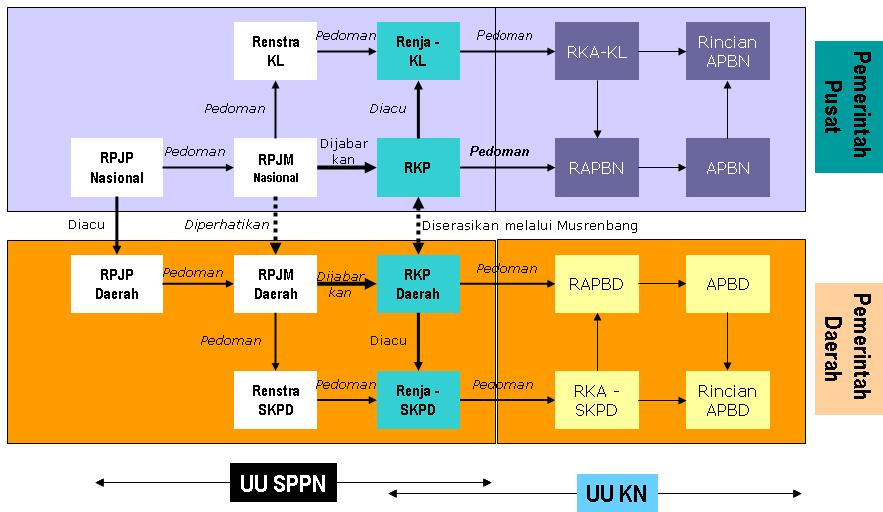 Renstra
KL
Pedoman
Renja -
KL
Pedoman
RKA-KL
Rincian
APBN
Pemerintah
Pusat
Pedoman
Diacu
RPJP
Nasional
Pedoman
RPJM
Nasional
Dijabar
kan
RKP
Pedoman
RAPBN
APBN
Diacu
Diperhatikan
Diserasikan melalui Musrenbang
RPJP
Daerah
Pedoman
RPJM
Daerah
Dijabar
kan
RKP
Daerah
Pedoman
RAPBD
APBD
Pemerintah
Daerah
Pedoman
Diacu
Renstra
SKPD
Pedoman
Renja -
SKPD
Pedoman
RKA -
SKPD
Rincian
APBD
UU SPPN
UU KN